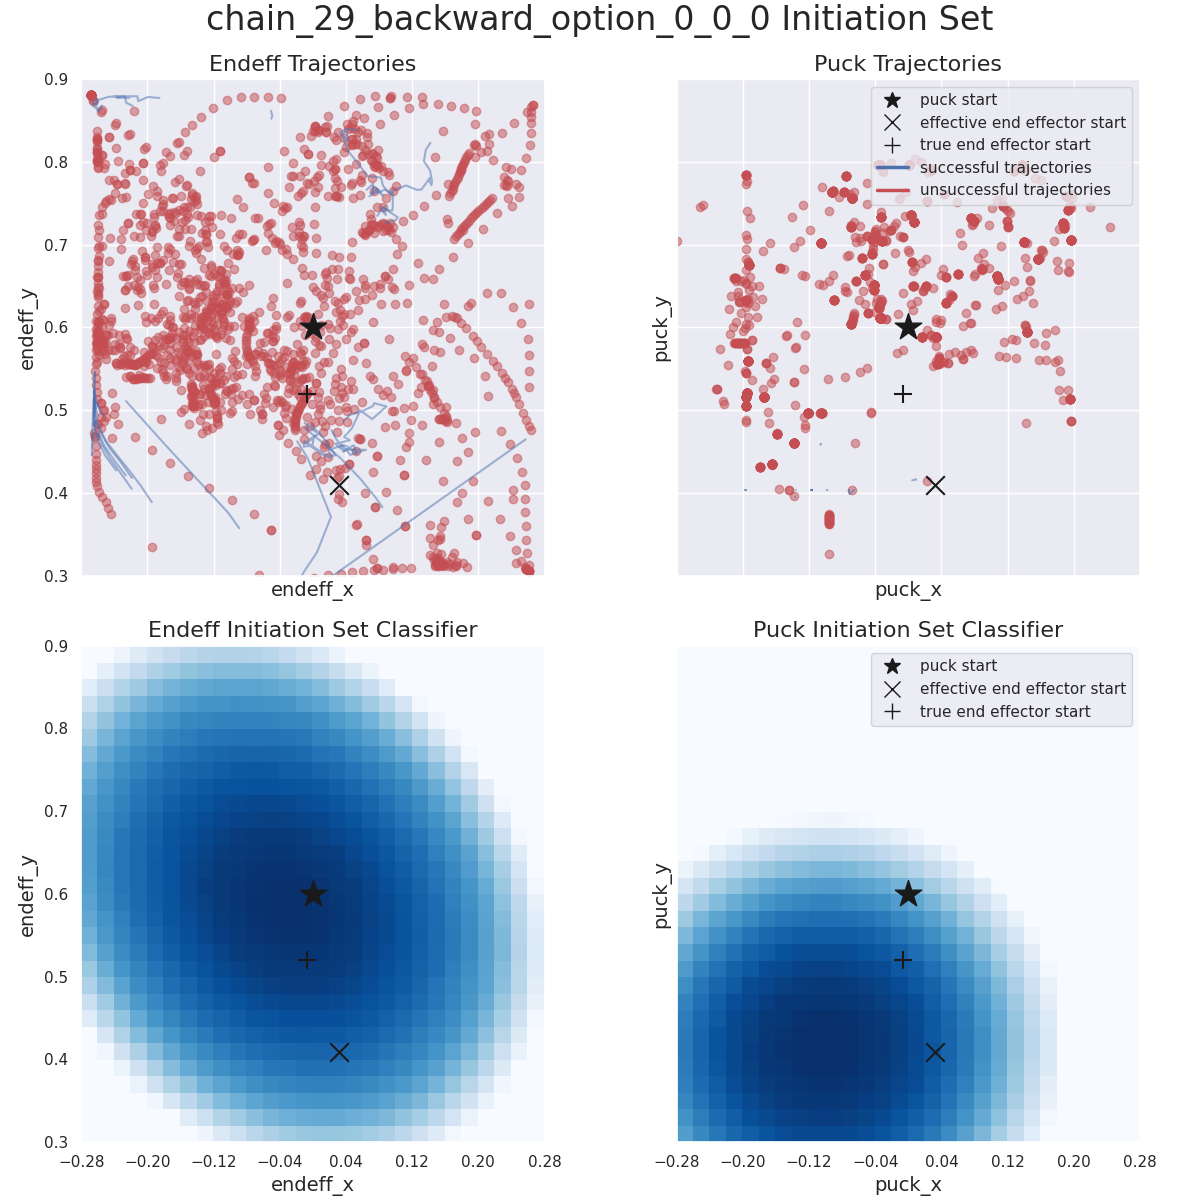 chain_29_backward_option_0_0_0 Initiation Set
Endeff Trajectories
0.9
0.8
0.7
0.6
0.5
0.4
0.3
endeff_y
endeff_x
Puck Trajectories
puck start
effective end effector start
true end effector start
successful trajectories
unsuccessful trajectories
puck_y
puck_x
Endeff Initiation Set Classifier
0.9
0.8
0.7
0.6
0.5
0.4
0.3
endeff_y
−0.28 −0.20 −0.12 −0.04 0.04 0.12 0.20 0.28
endeff_x
Puck Initiation Set Classifier
puck start
effective end effector start
true end effector start
puck_y
−0.28 −0.20 −0.12 −0.04 0.04 0.12 0.20 0.28
puck_x